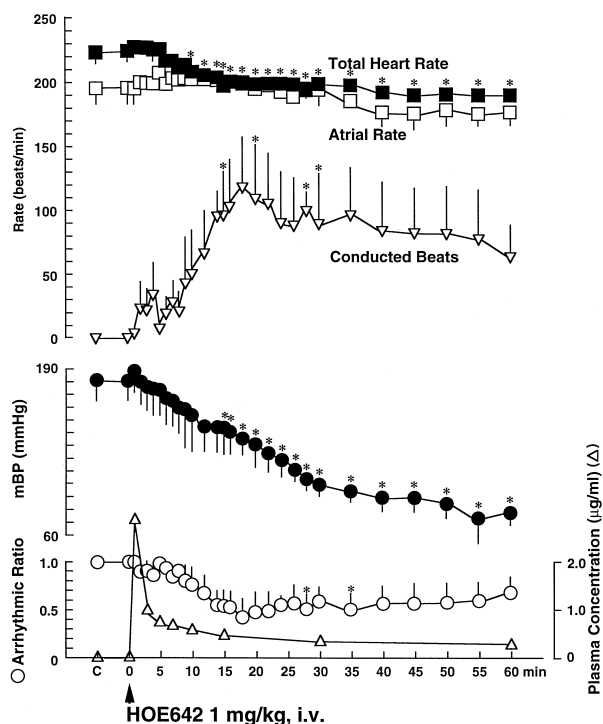 250
200
150
100
50
0
Rate (beats/min)
* * * * * * * * * * * * * * * * * * *
Total Heart Rate
Atrial Rate
* * * *
Conducted Beats
190
60
mBP (mmHg)
* * * * * * * * * * * * * *
1.0
0.5
0
○ Arrhythmic Ratio
* *
2.0
1.0
0
Plasma Concentration (μg/ml) (△)
C 0 5 10 15 20 25 30 35 40 45 50 55 60 min
HOE642 1 mg/kg, i.v.